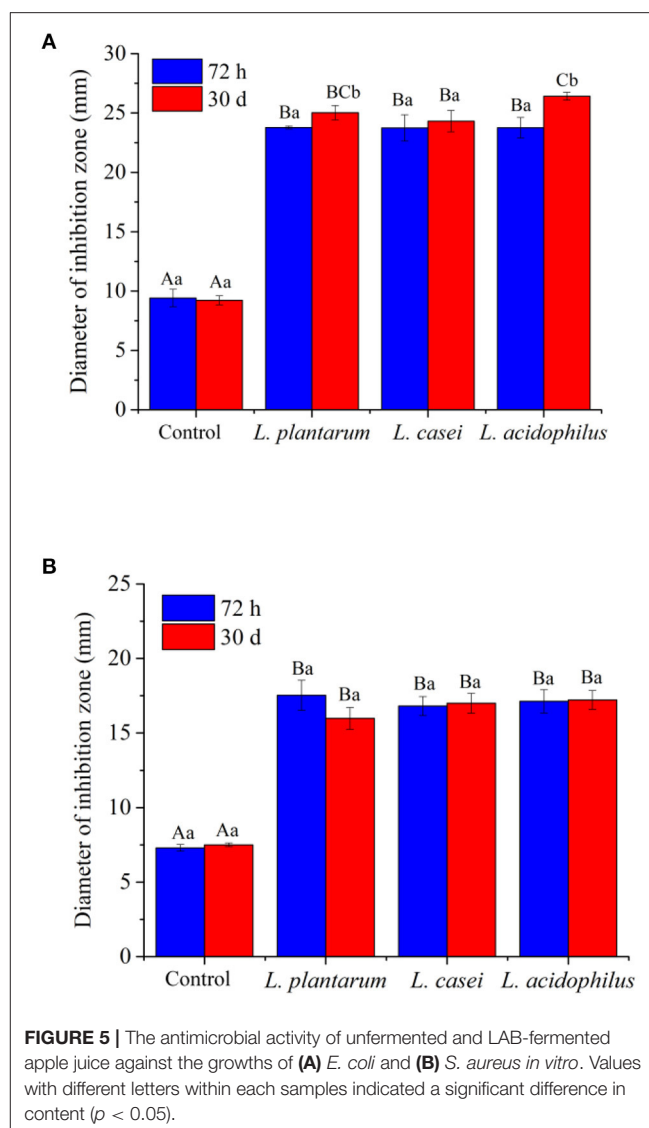 A
Diameter of inhibition zone (mm)
30
25
20
15
10
5
0
72 h
30 d
Aa Aa Ba BCb Ba Ba Ba Cb
Control L. plantarum L. casei L. acidophilus
B
Diameter of inhibition zone (mm)
25
20
15
10
5
0
72 h
30 d
Aa Aa Ba Ba Ba Ba Ba Ba
Control L. plantarum L. casei L. acidophilus
FIGURE 5 | The antimicrobial activity of unfermented and LAB-fermented
apple juice against the growths of (A) E. coli and (B) S. aureus in vitro. Values
with different letters within each samples indicated a significant difference in
content (p < 0.05).